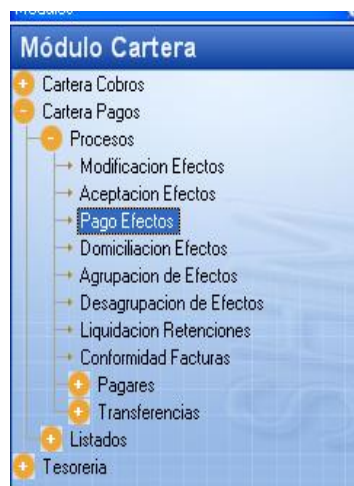 Módulo Cartera
Cartera Cobros
Cartera Pagos
Procesos
Modificacion Efectos
Aceptacion Efectos
Pago Efectos
Domiciliacion Efectos
Agrupacion de Efectos
Desagrupacion de Efectos
Liquidacion Retenciones
Conformidad Facturas
Pagares
Transferencias
Listados
Tesoreria